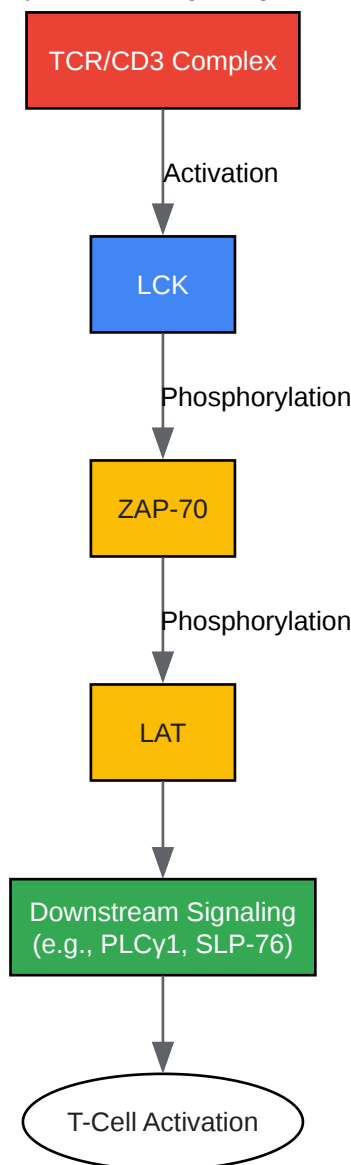 TCR/CD3 Complex
Activation
LCK
Phosphorylation
ZAP-70
Phosphorylation
LAT
Downstream Signaling
(e.g., PLCγ1, SLP-76)
T-Cell Activation